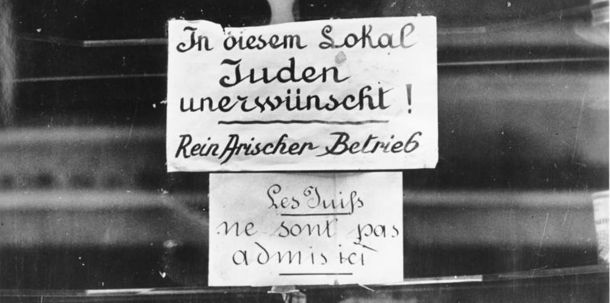 In diesem Lokal
Juden
unerwünscht!
Rein Arischer Betrieb
Les Juifs
ne sont pas
admis ici